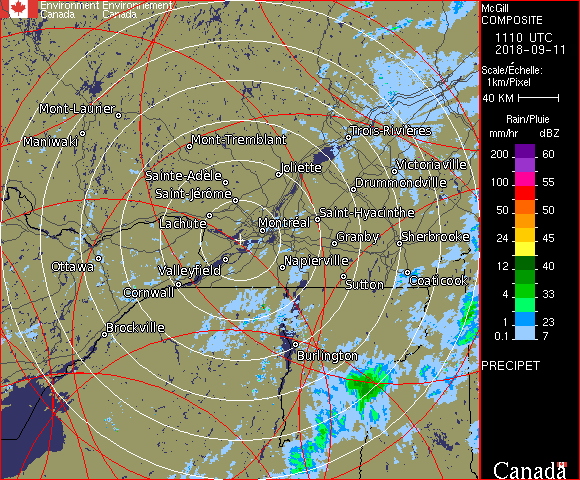 Environment Environnement
Canada Canada
McGill
COMPOSITE
1110 UTC
2018-09-11
Scale/Échelle:
1km/Pixel
40 KM
Rain/Pluie
mm/hr dBZ
200 60
100 55
50 50
24 45
12 40
4 33
1 23
0.1 7
PRECIPET
Canada
Mont-Laurier
Maniwaki
Mont-Tremblant
Trois-Rivières
Sainte-Adèle
Joliette
Victoriaville
Saint-Jérôme
Drummondville
Lachute
Saint-Hyacinthe
Montréal
Granby
Sherbrooke
Ottawa
Valleyfield
Napierville
Cornwall
Sutton
Coaticook
Brockville
Burlington